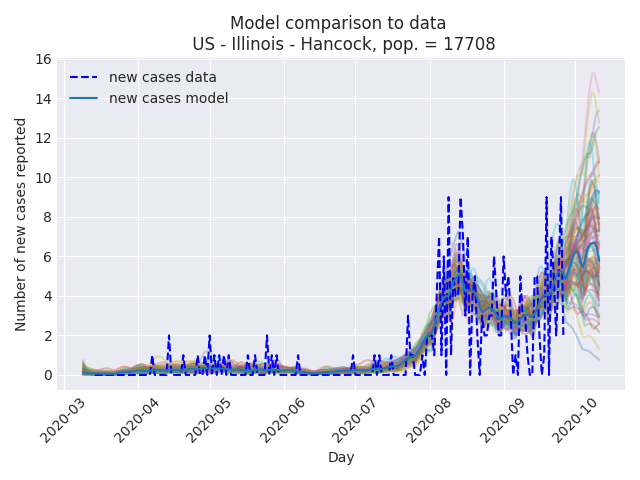 Model comparison to data
US - Illinois - Hancock, pop. = 17708
new cases data
new cases model
Number of new cases reported
16
14
12
10
8
6
4
2
0
2020-03
2020-04
2020-05
2020-06
2020-07
2020-08
2020-09
2020-10
Day